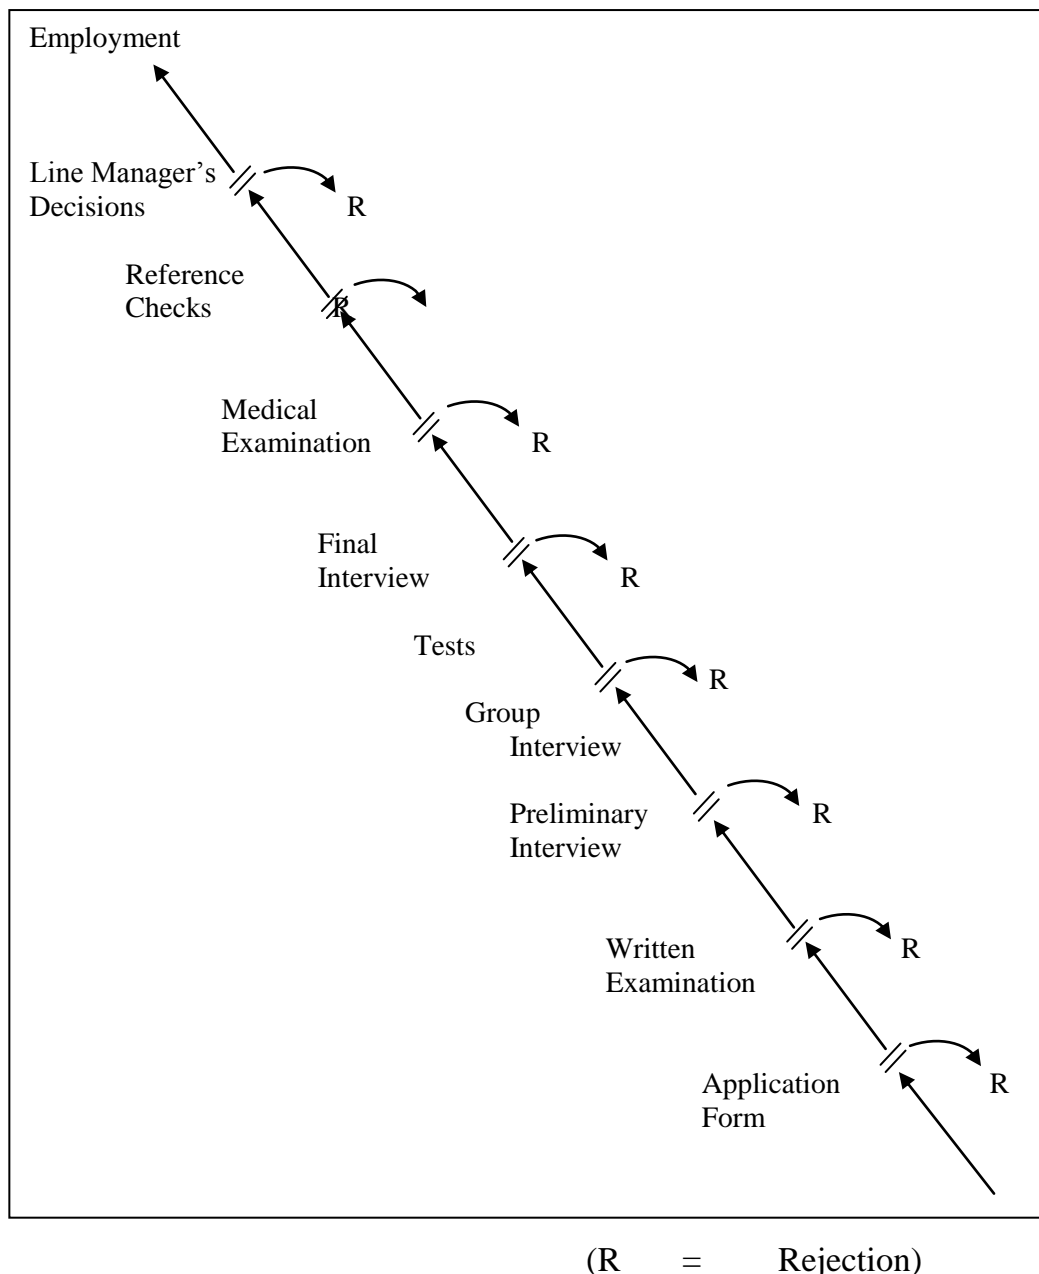 Employment
Line Manager's
Decisions
R
Reference
Checks
R
Medical
Examination
R
Final
Interview
R
Tests
R
Group
Interview
Preliminary
Interview
R
Written
Examination
R
Application
Form
R
(R = Rejection)